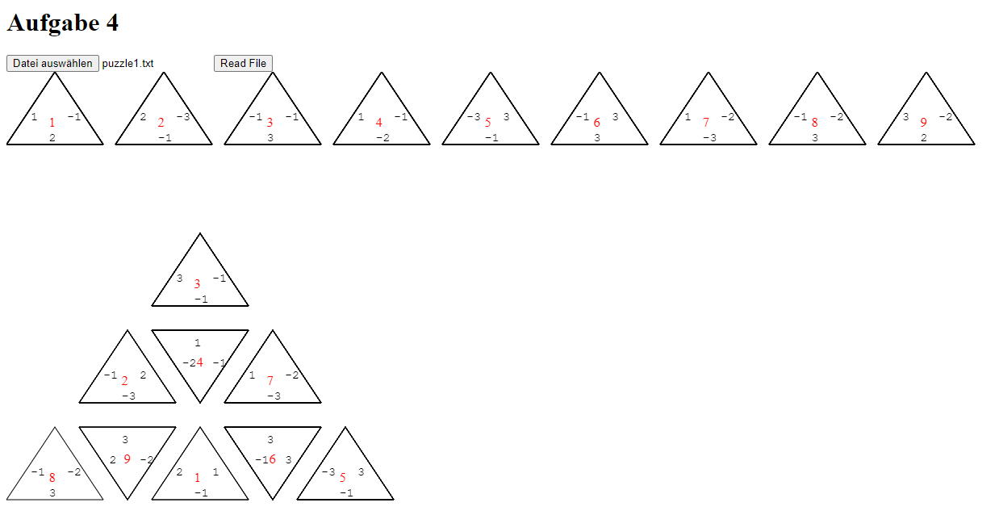 Aufgabe 4
Datei auswählen puzzle1.txt Read File
1 1 -1 2 2 -3 -1 3 -1 1 4 -1 -3 5 3 -1 6 3 1 7 -2 -1 8 -2 3 9 -2
2 -1 3 -2 -1 3 -3 3 2
3 3 -1
-1
1
-2 4 -1
-1 2 2 1 7 -2
-3 -3
3 3
2 9 -2 -1 6 3
-1 8 -2 2 1 1 -3 5 3
3 -1 -1